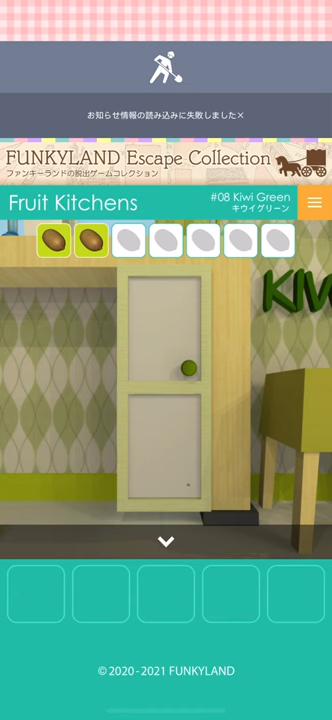 お知らせ情報の読み込みに失敗しました×
FUNKYLAND Escape Collection
ファンキーランドの脱出ゲームコレクション
Fruit Kitchens
#08 Kiwi Green
キウイグリーン
KIW
© 2020-2021 FUNKYLAND